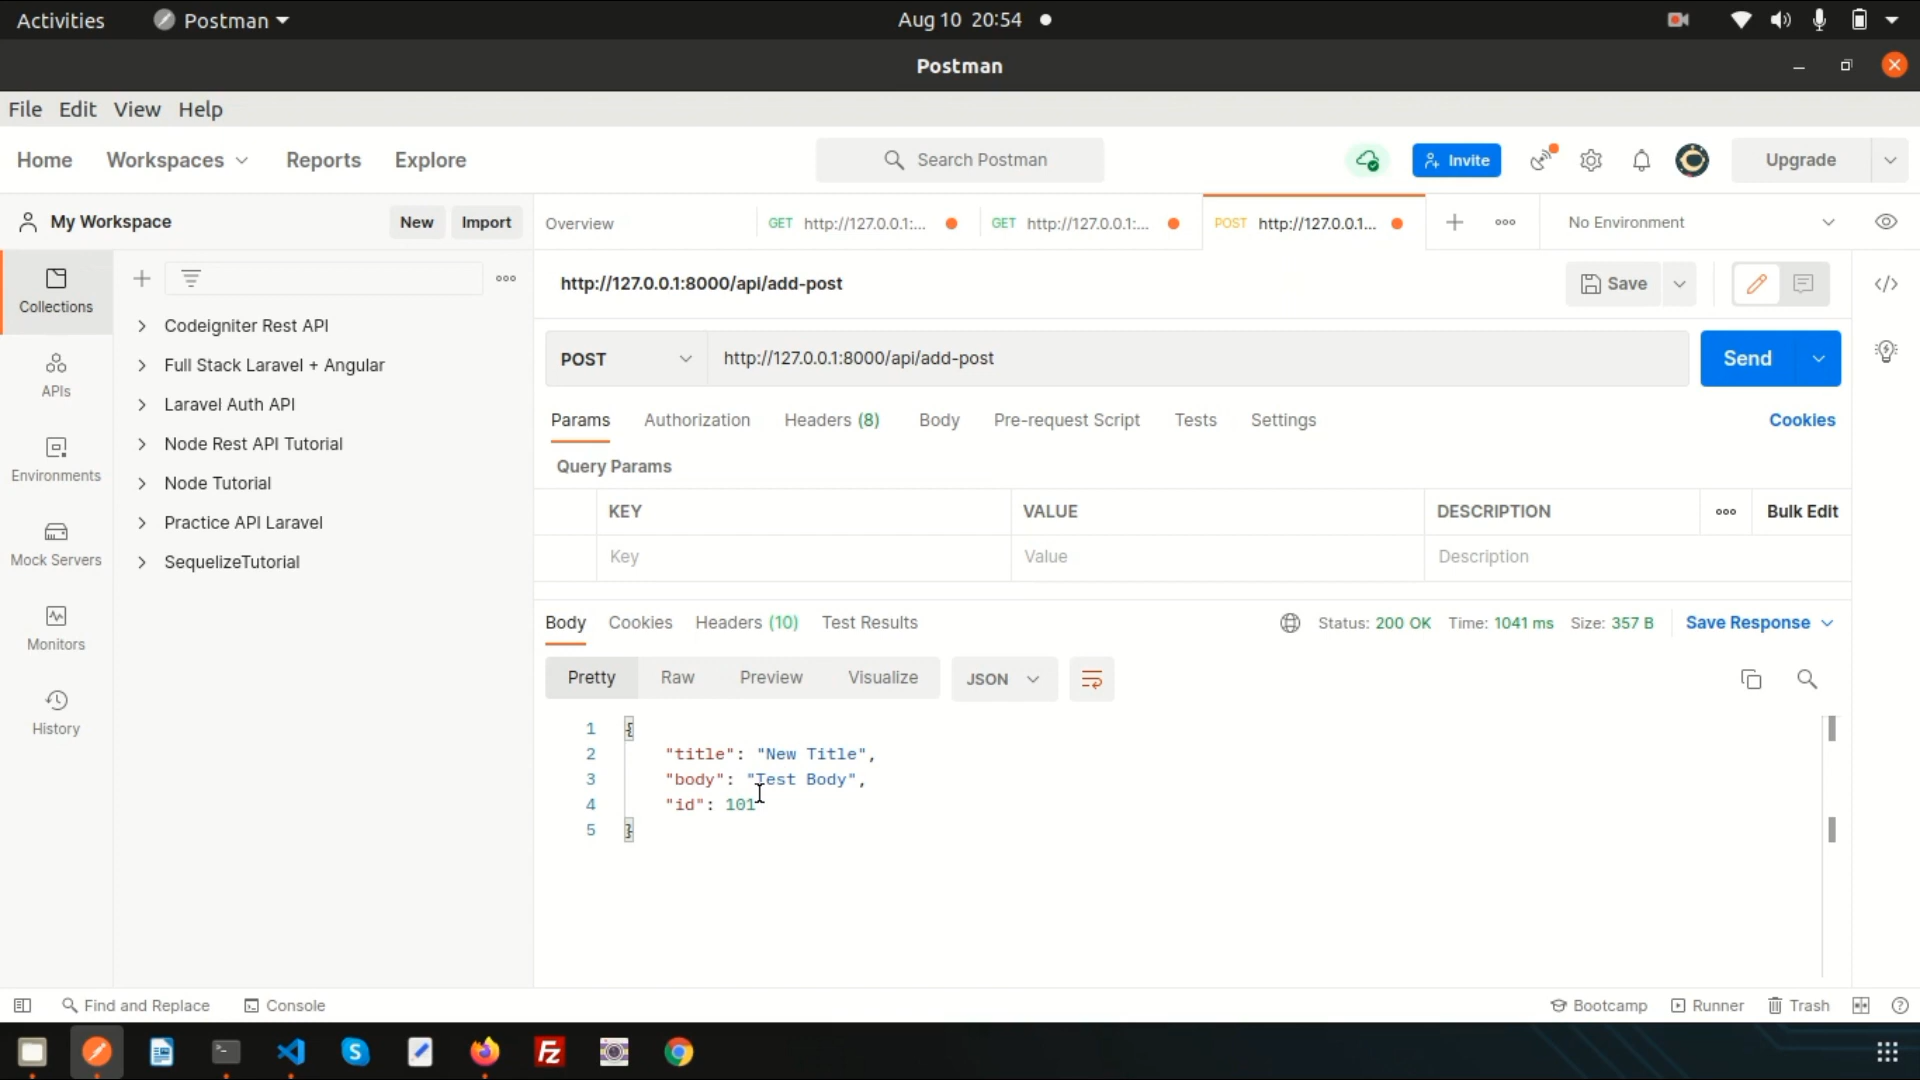 Activities Postman Aug 10 20:54
Postman
File Edit View Help
Home Workspaces Reports Explore Search Postman Invite Upgrade
My Workspace New Import Overview GET http://127.0.0.1:... GET http://127.0.0.1:... POST http://127.0.0.1... No Environment
http://127.0.0.1:8000/api/add-post Save
Collections
APIs
Environments
Mock Servers
Monitors
History
Codeigniter Rest API
Full Stack Laravel + Angular
Laravel Auth API
Node Rest API Tutorial
Node Tutorial
Practice API Laravel
SequelizeTutorial
POST http://127.0.0.1:8000/api/add-post Send
Params Authorization Headers (8) Body Pre-request Script Tests Settings Cookies
Query Params
KEY VALUE DESCRIPTION Bulk Edit
Key Value Description
Body Cookies Headers (10) Test Results Status: 200 OK Time: 1041 ms Size: 357 B Save Response
Pretty Raw Preview Visualize JSON
1 {
2 "title": "New Title",
3 "body": "Test Body",
4 "id": 101
5 }
Find and Replace Console Bootcamp Runner Trash